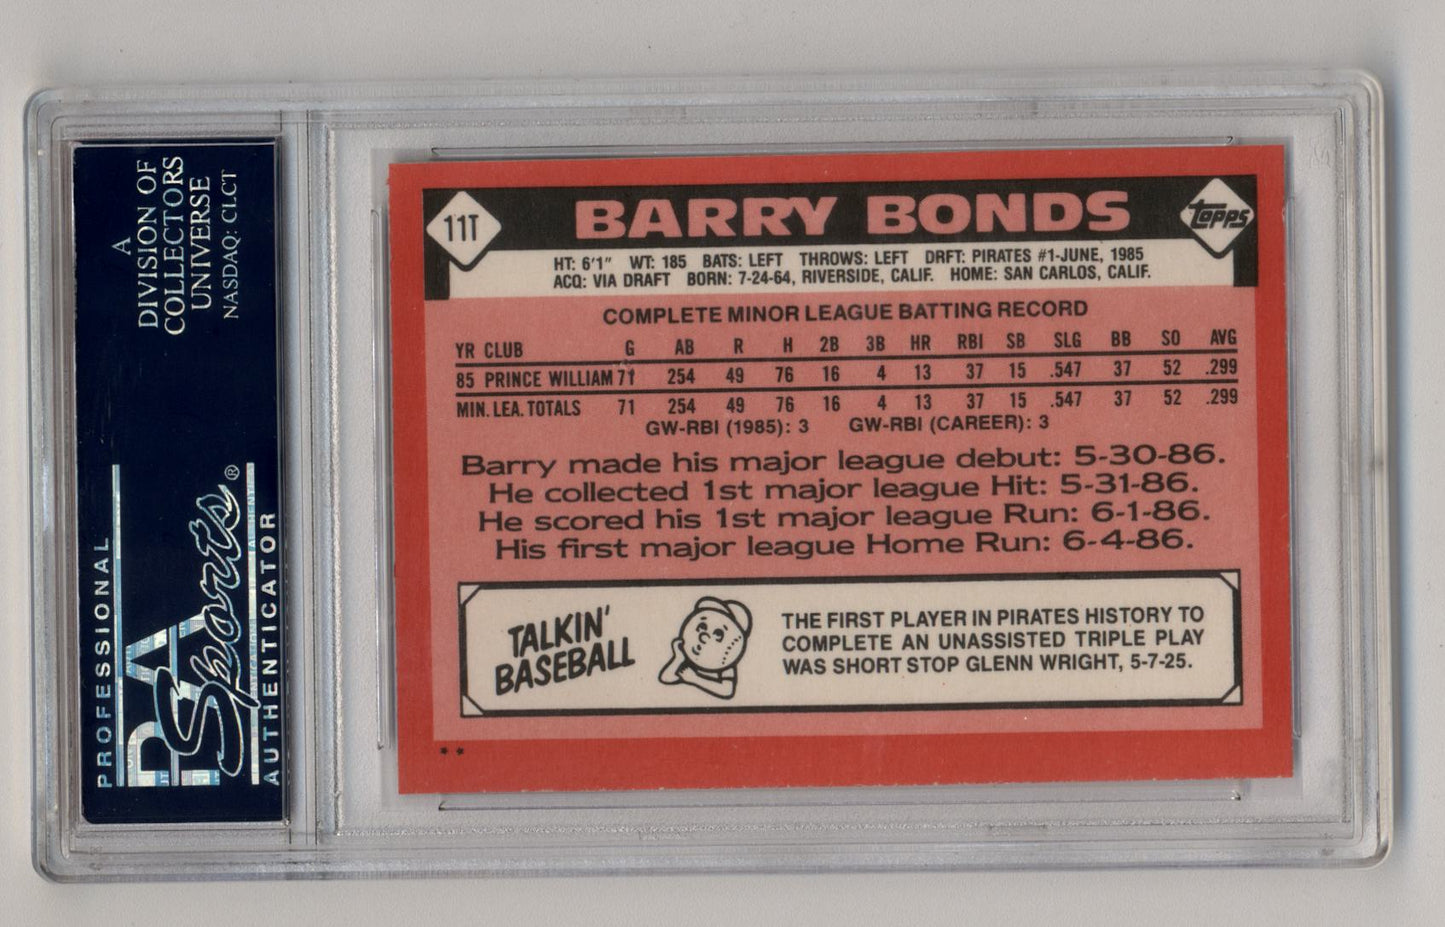 A
DIVISION OF
COLLECTORS
UNIVERSE
NASDAQ: CLCT
PROFESSIONAL
PSA
Sports®
AUTHENTICATOR
11T
BARRY BONDS
topps
HT: 6'1" WT: 185 BATS: LEFT THROWS: LEFT DRFT: PIRATES #1-JUNE, 1985
ACQ: VIA DRAFT BORN: 7-24-64, RIVERSIDE, CALIF. HOME: SAN CARLOS, CALIF.
COMPLETE MINOR LEAGUE BATTING RECORD
YR CLUB G AB R H 2B 3B HR RBI SB SLG BB SO AVG
85 PRINCE WILLIAM 71 254 49 76 16 4 13 37 15 .547 37 52 .299
MIN. LEA. TOTALS 71 254 49 76 16 4 13 37 15 .547 37 52 .299
GW-RBI (1985): 3 GW-RBI (CAREER): 3
Barry made his major league debut: 5-30-86.
He collected 1st major league Hit: 5-31-86.
He scored his 1st major league Run: 6-1-86.
His first major league Home Run: 6-4-86.
TALKIN'
BASEBALL
THE FIRST PLAYER IN PIRATES HISTORY TO
COMPLETE AN UNASSISTED TRIPLE PLAY
WAS SHORT STOP GLENN WRIGHT, 5-7-25.
**